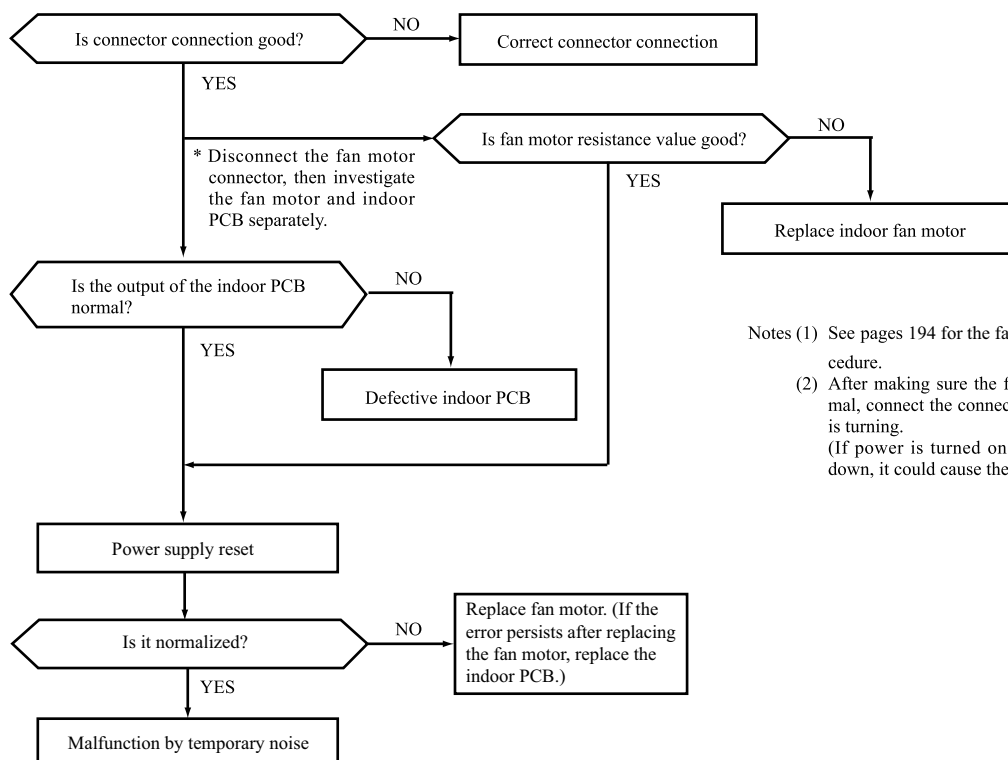 Is connector connection good?
NO
Correct connector connection
YES
Is fan motor resistance value good?
NO
* Disconnect the fan motor
connector, then investigate
the fan motor and indoor
PCB separately.
YES
Replace indoor fan motor
Is the output of the indoor PCB
normal?
NO
YES
Defective indoor PCB
Notes (1) See pages 194 for the fa
cedure.
(2) After making sure the f
mal, connect the connec
is turning.
(If power is turned on
down, it could cause the
Power supply reset
Is it normalized?
NO
Replace fan motor. (If the
error persists after replacing
the fan motor, replace the
indoor PCB.)
YES
Malfunction by temporary noise